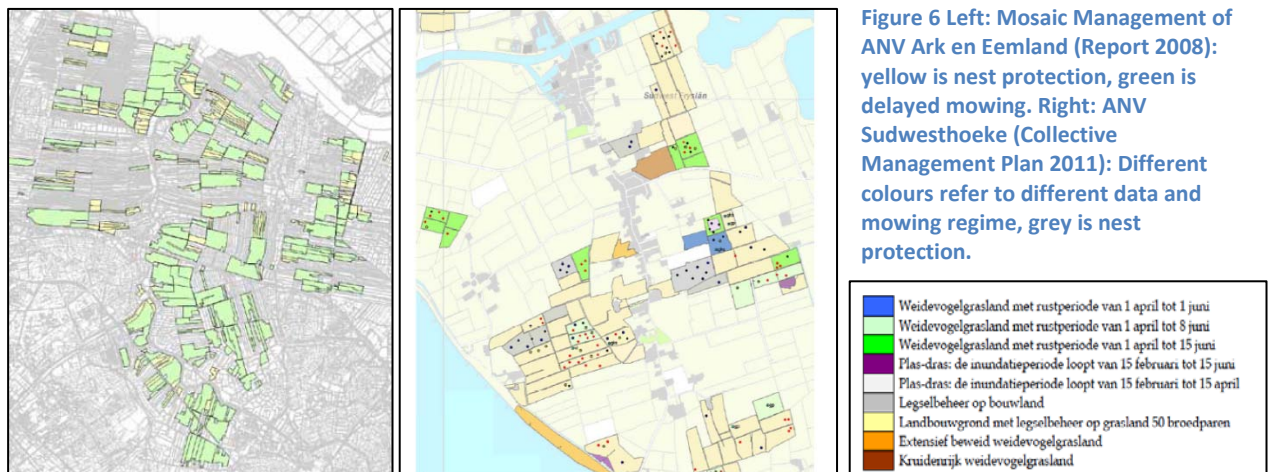 Figure 6 Left: Mosaic Management of
ANV Ark en Eemland (Report 2008):
yellow is nest protection, green is
delayed mowing. Right: ANV
Sudwesthoeke (Collective
Management Plan 2011): Different
colours refer to different data and
mowing regime, grey is nest
protection.
Weidevogelgrasland met rustperiode van 1 april tot 1 juni
Weidevogelgrasland met rustperiode van 1 april tot 8 juni
Weidevogelgrasland met rustperiode van 1 april tot 15 juni
Plas-dras: de inundatieperiode loopt van 15 februari tot 15 juni
Plas-dras: de inundatieperiode loopt van 15 februari tot 15 april
Legselbeheer op bouwland
Landbouwgrond met legselbeheer op grasland 50 broedparen
Extensief beweid weidevogelgrasland
Kruidenrijk weidevogelgrasland